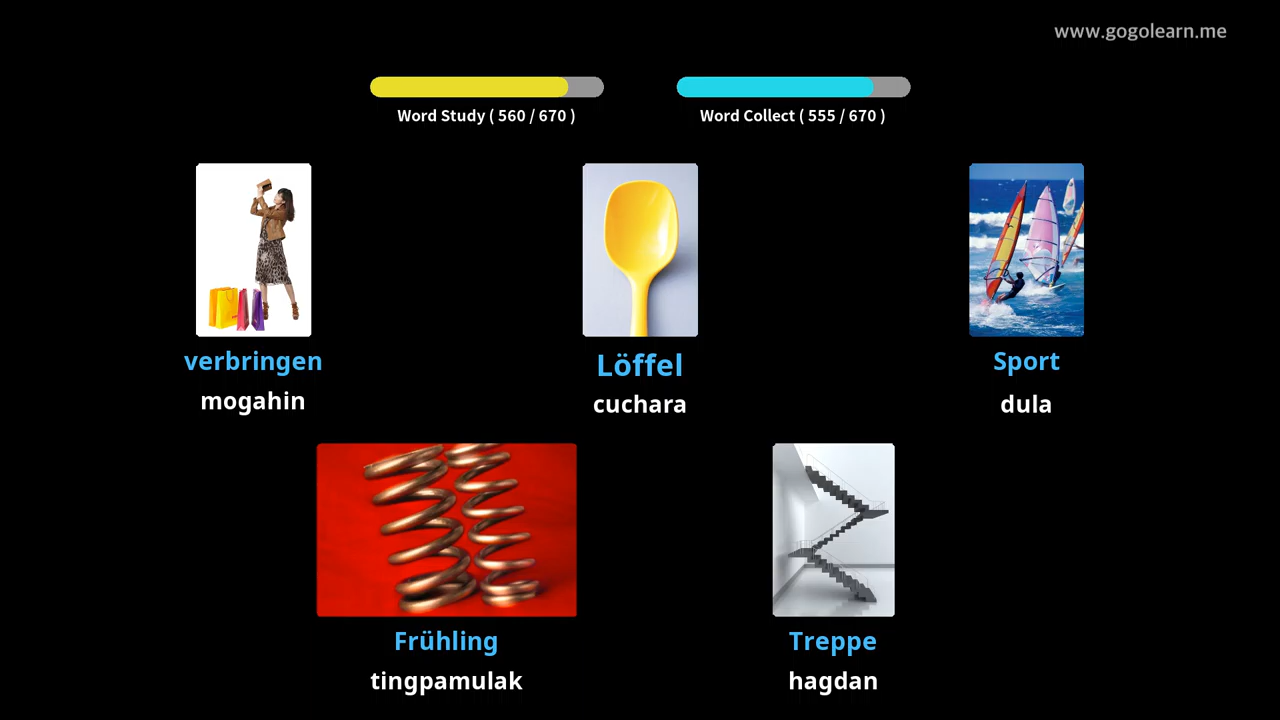 www.gogolearn.me
Word Study ( 560 / 670 )
Word Collect ( 555 / 670 )
verbringen
mogahin
Löffel
cuchara
Sport
dula
Frühling
tingpamulak
Treppe
hagdan